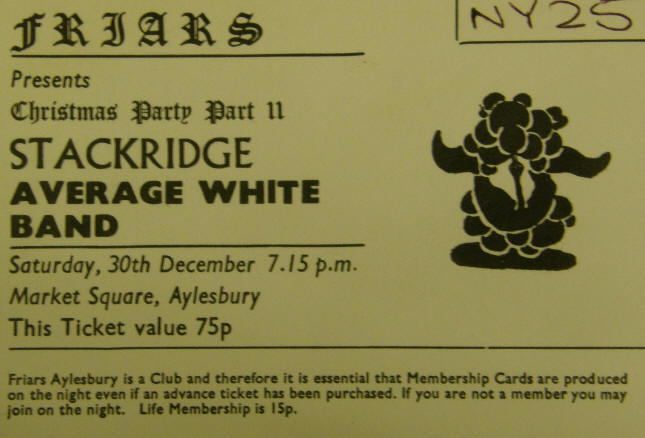 FRIARS
NY25
Presents
Christmas Party Part II
STACKRIDGE
AVERAGE WHITE
BAND
Saturday, 30th December 7.15 p.m.
Market Square, Aylesbury
This Ticket value 75p
Friars Aylesbury is a Club and therefore it is essential that Membership Cards are produced
on the night even if an advance ticket has been purchased. If you are not a member you may
join on the night. Life Membership is 15p.